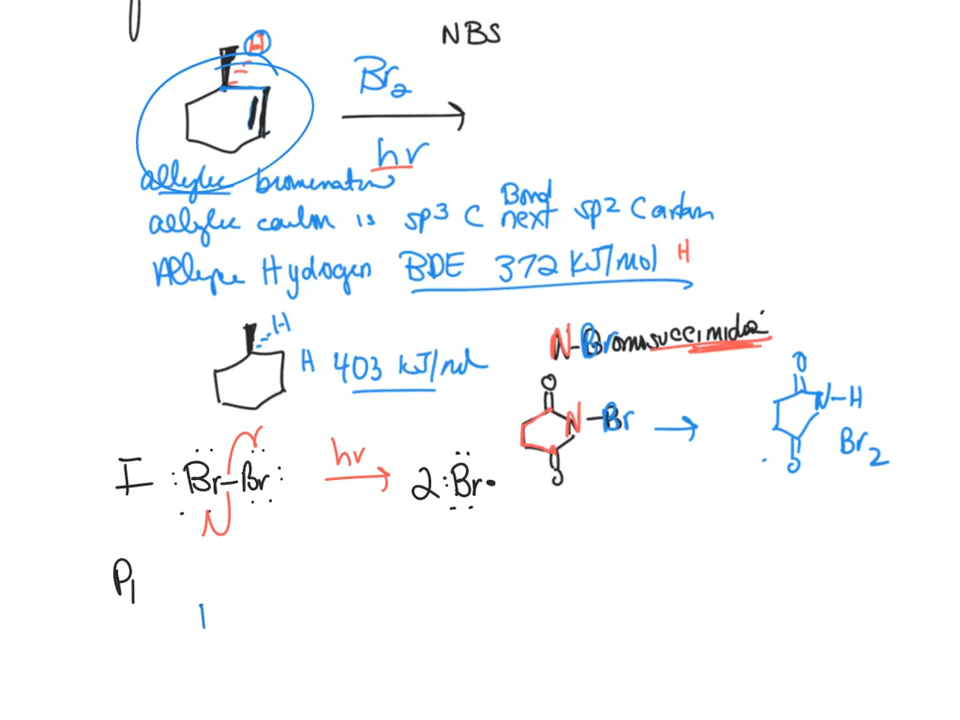 NBS
H
Br2
hν
allylic bromination
allylic carbon is sp3 C Bond next sp2 Carbon
Allylic Hydrogen BDE 372 KJ/mol H
H
H 403 kJ/mol
N-Bromosuccinimide
O
N-Br
O
→
O
N-H
O
Br2
I :Br-Br: hν 2:Br·
P1